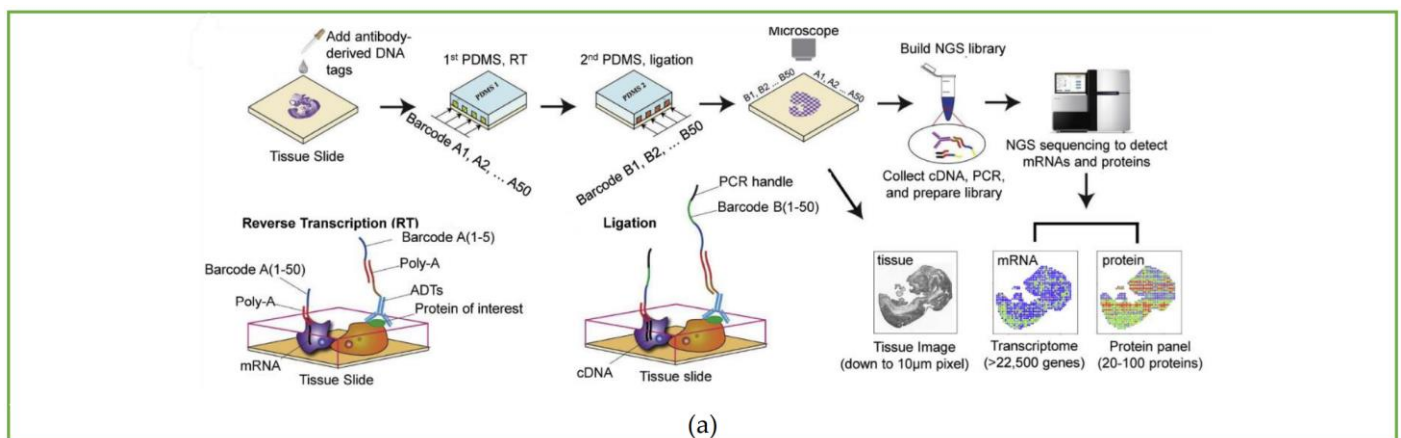 Add antibody-
derived DNA
tags
Tissue Slide
1st PDMS, RT
PDMS 1
Barcode A1, A2, ... A50
2nd PDMS, ligation
PDMS 2
Barcode B1, B2, ... B50
Microscope
B1, B2 ... B50
A1, A2 ... A50
Build NGS library
Collect cDNA, PCR,
and prepare library
NGS sequencing to detect
mRNAs and proteins
Reverse Transcription (RT)
Barcode A(1-5)
Barcode A(1-50)
Poly-A
Poly-A
ADTs
Protein of interest
mRNA
Tissue Slide
Ligation
PCR handle
Barcode B(1-50)
cDNA
Tissue slide
tissue
Tissue Image
(down to 10μm pixel)
mRNA
Transcriptome
(>22,500 genes)
protein
Protein panel
(20-100 proteins)
(a)